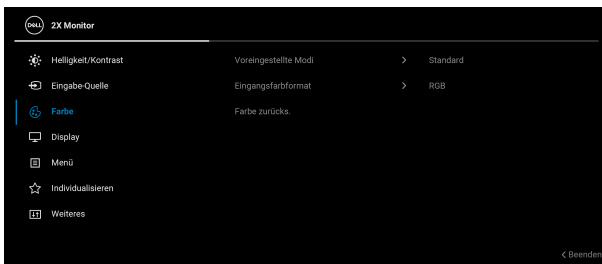 DELL 2X Monitor
Helligkeit/Kontrast Voreingestellte Modi > Standard
Eingabe-Quelle Eingangsfarbformat > RGB
Farbe Farbe zurücks.
Display
Menü
Individualisieren
Weiteres
< Beenden